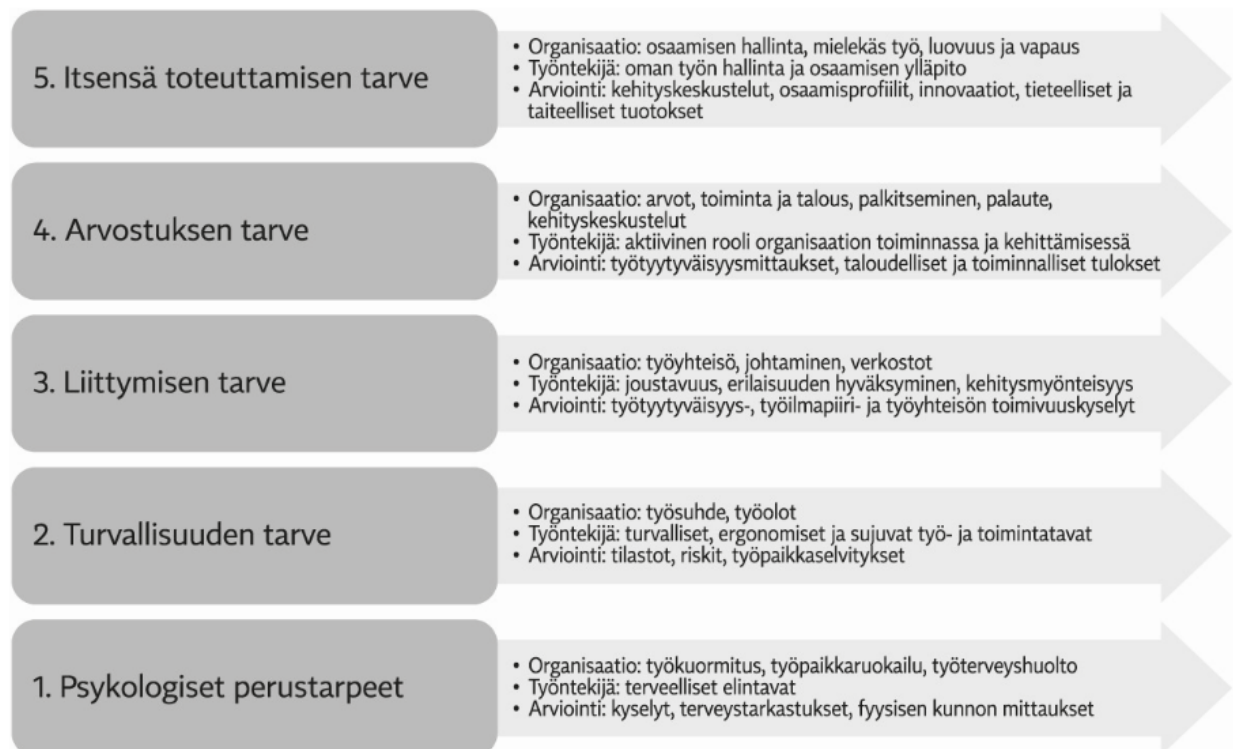 5. Itsensä toteuttamisen tarve
• Organisaatio: osaamisen hallinta, mielekäs työ, luovuus ja vapaus
• Työntekijä: oman työn hallinta ja osaamisen ylläpito
• Arviointi: kehityskeskustelut, osaamisprofiilit, innovaatiot, tieteelliset ja
taiteelliset tuotokset
4. Arvostuksen tarve
• Organisaatio: arvot, toiminta ja talous, palkitseminen, palaute,
kehityskeskustelut
• Työntekijä: aktiivinen rooli organisaation toiminnassa ja kehittämisessä
• Arviointi: työtyytyväisyysmittaukset, taloudelliset ja toiminnalliset tulokset
3. Liittymisen tarve
• Organisaatio: työyhteisö, johtaminen, verkostot
• Työntekijä: joustavuus, erilaisuuden hyväksyminen, kehitysmyönteisyys
• Arviointi: työtyytyväisyys-, työilmapiiri- ja työyhteisön toimivuuskyselyt
2. Turvallisuuden tarve
• Organisaatio: työsuhde, työolot
• Työntekijä: turvalliset, ergonomiset ja sujuvat työ- ja toimintatavat
• Arviointi: tilastot, riskit, työpaikkaselvitykset
1. Psykologiset perustarpeet
• Organisaatio: työkuormitus, työpaikkaruokailu, työterveyshuolto
• Työntekijä: terveelliset elintavat
• Arviointi: kyselyt, terveystarkastukset, fyysisen kunnon mittaukset